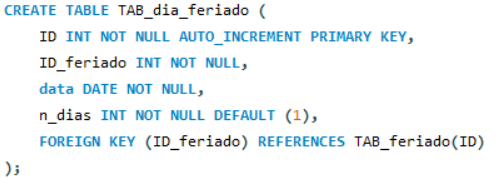 CREATE TABLE TAB_dia_feriado (
ID INT NOT NULL AUTO_INCREMENT PRIMARY KEY,
ID_feriado INT NOT NULL,
data DATE NOT NULL,
n_dias INT NOT NULL DEFAULT (1),
FOREIGN KEY (ID_feriado) REFERENCES TAB_feriado(ID)
);